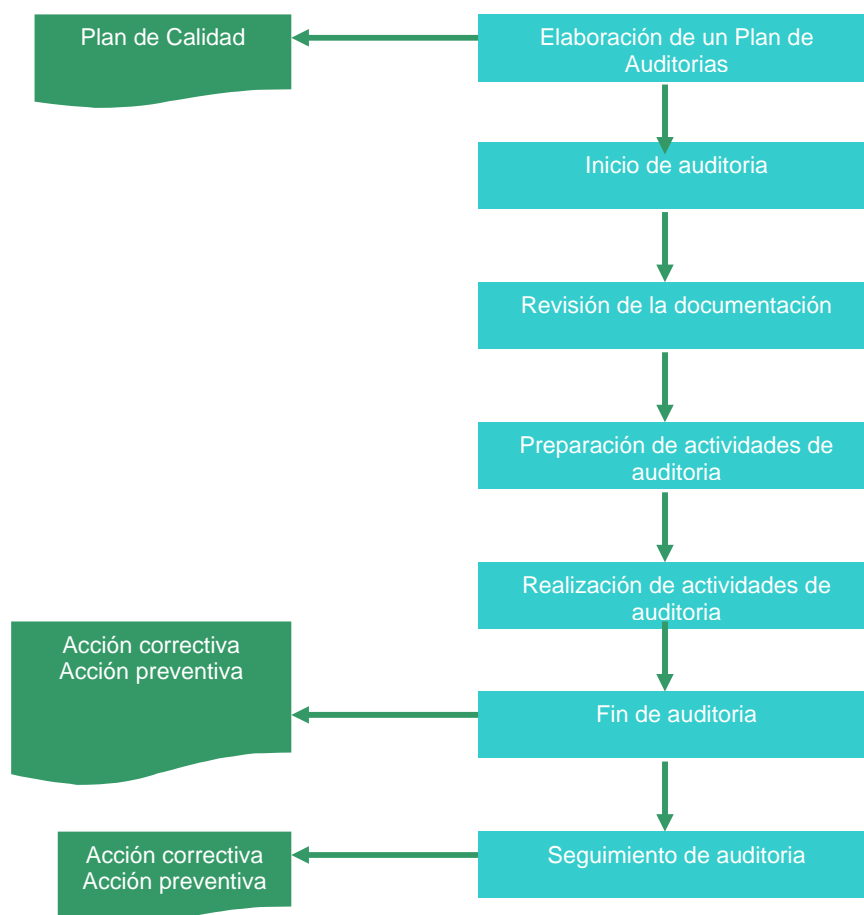 Plan de Calidad
Elaboración de un Plan de
Auditorias
Inicio de auditoria
Revisión de la documentación
Preparación de actividades de
auditoria
Realización de actividades de
auditoria
Acción correctiva
Acción preventiva
Fin de auditoria
Acción correctiva
Acción preventiva
Seguimiento de auditoria